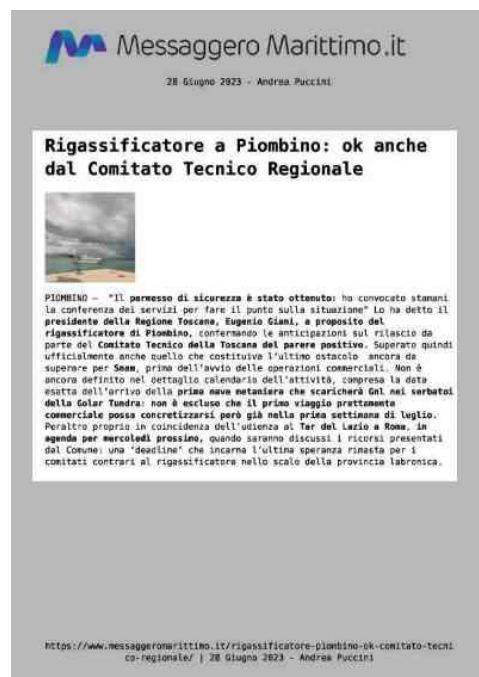 Messaggero Marittimo.it
28 Giugno 2023 - Andrea Puccini
Rigassificatore a Piombino: ok anche
dal Comitato Tecnico Regionale
PIOMBINO – "Il permesso di sicurezza è stato ottenuto: ho convocato stamani
la conferenza dei servizi per fare il punto sulla situazione" Lo ha detto il
presidente della Regione Toscana, Eugenio Giani, a proposito del
rigassificatore di Piombino, confermando le anticipazioni sul rilascio da
parte del Comitato Tecnico della Toscana del parere positivo. Superato quindi
ufficialmente anche quello che costituiva l'ultimo ostacolo ancora da
superare per Snam, prima dell'avvio delle operazioni commerciali. Non è
ancora definito nel dettaglio calendario dell'attività, compresa la data
esatta dell'arrivo della prima nave metaniera che scaricherà Gnl nei serbatoi
della Golar Tundra: non è escluso che il primo viaggio prettamente
commerciale possa concretizzarsi però già nella prima settimana di luglio.
Peraltro proprio in coincidenza dell'udienza al Tar del Lazio a Roma, in
agenda per mercoledì prossimo, quando saranno discussi i ricorsi presentati
dal Comune: una "deadline" che incarna l'ultima speranza rimasta per i
comitati contrari al rigassificatore nello scalo della provincia labronica.
https://www.messaggeromarittimo.it/rigassificatore-piombino-ok-comitato-tecni
co-regionale/ | 28 Giugno 2023 - Andrea Puccini